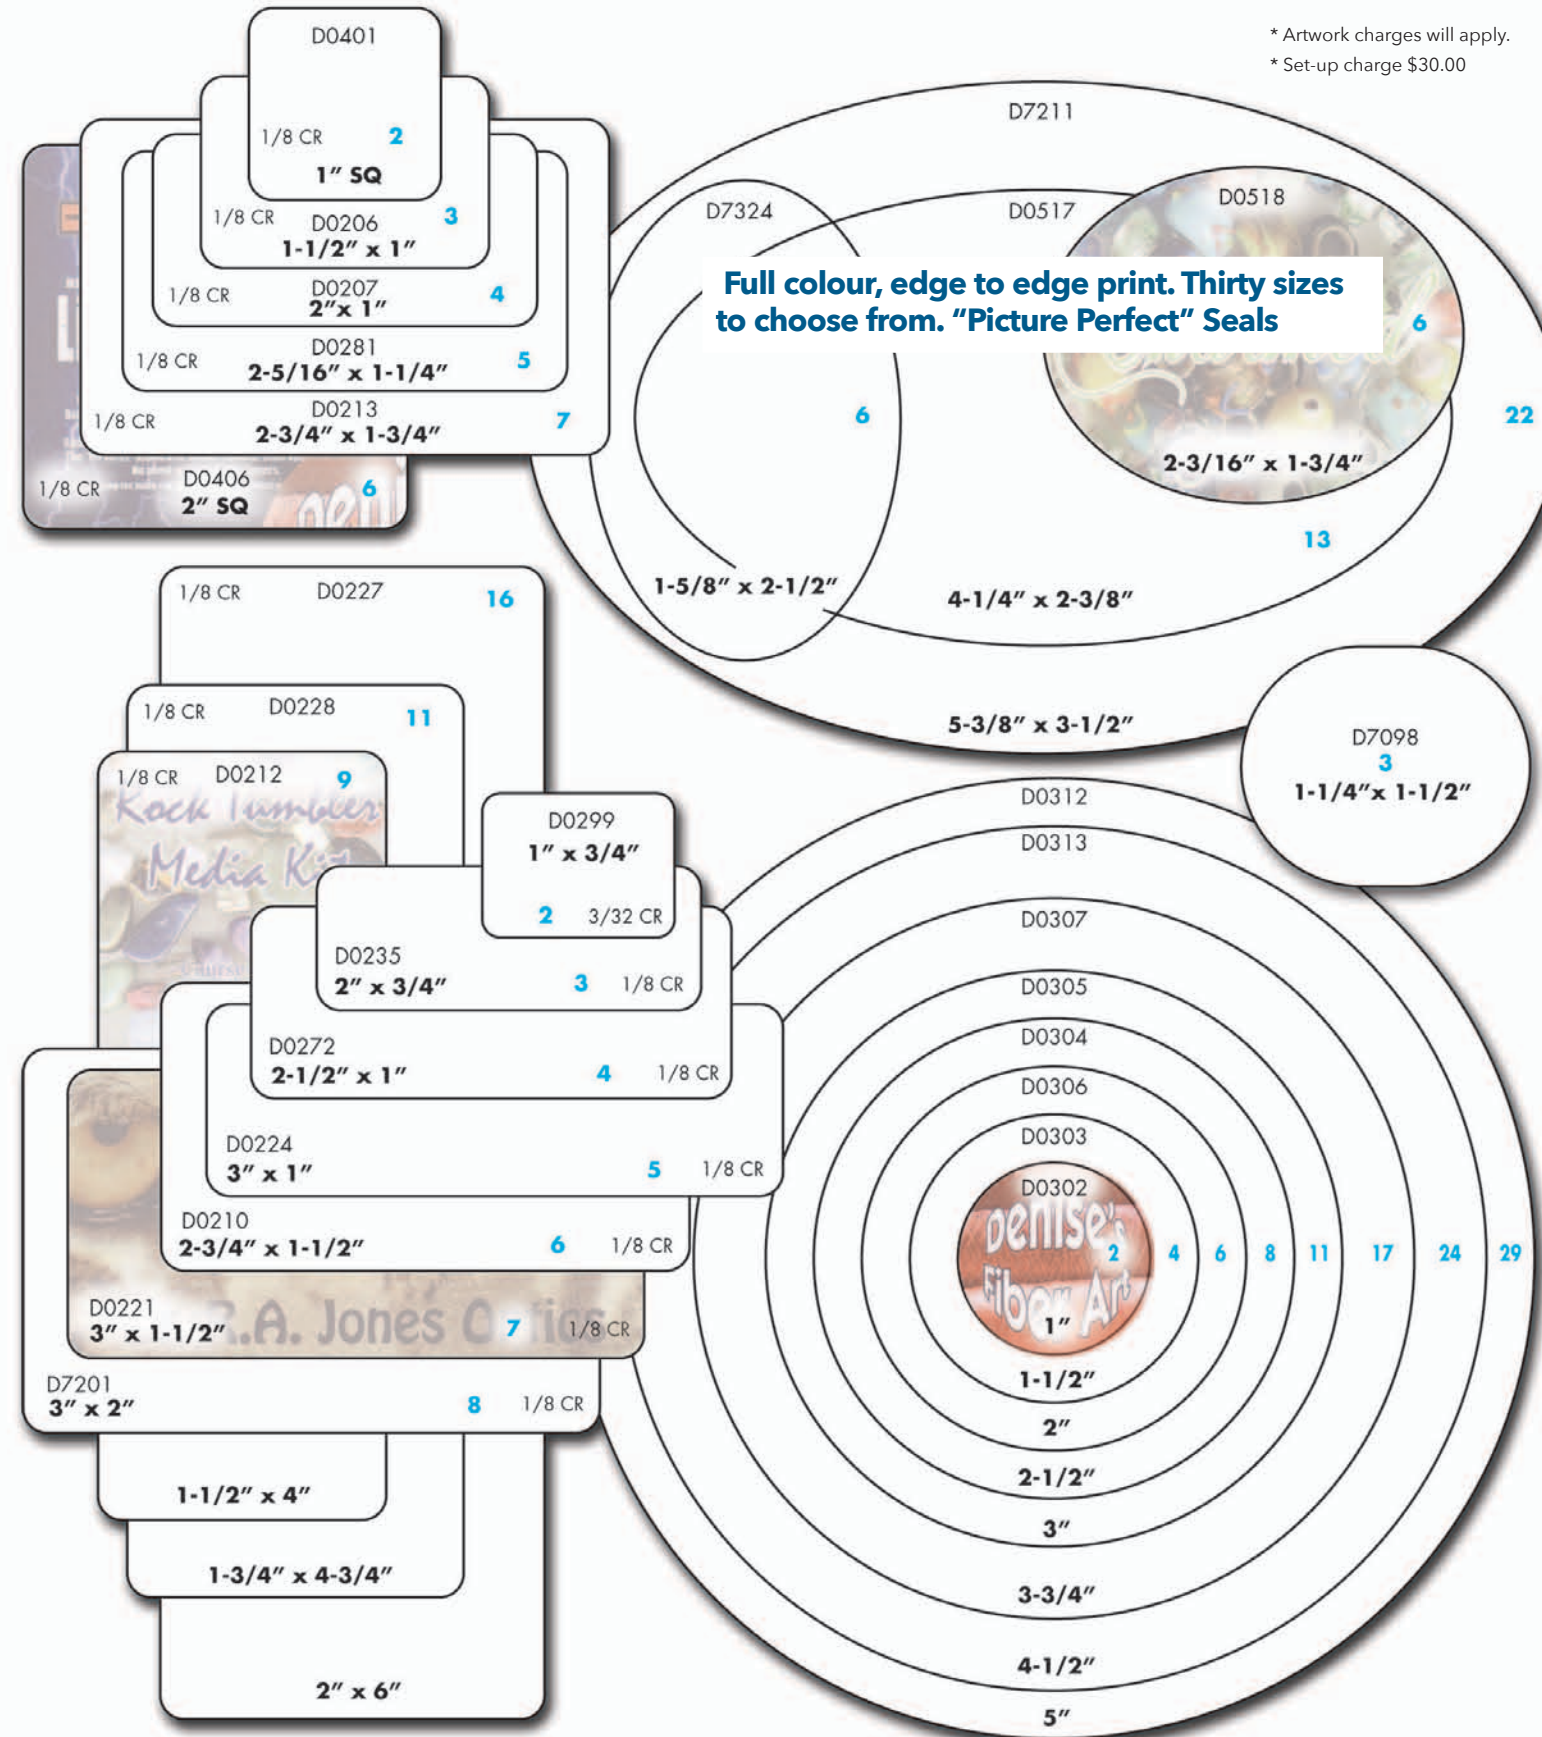 * Artwork charges will apply.
* Set-up charge $30.00
D0401
1/8 CR 2
1" SQ
1/8 CR D0206 3
1-1/2" x 1"
1/8 CR D0207 4
2"x 1"
1/8 CR D0281 5
2-5/16" x 1-1/4"
1/8 CR D0213 7
2-3/4" x 1-3/4"
1/8 CR D0406 6
2" SQ
D7211
D7324
D0517
D0518
Full colour, edge to edge print. Thirty sizes
to choose from. “Picture Perfect” Seals
6
6
22
2-3/16" x 1-3/4"
13
1-5/8" x 2-1/2"
4-1/4" x 2-3/8"
5-3/8" x 3-1/2"
D7098
3
1-1/4"x 1-1/2"
1/8 CR D0227 16
1/8 CR D0228 11
1/8 CR D0212 9
Rock Tumbler
Media Kit
D0299
1" x 3/4"
2 3/32 CR
D0235
2" x 3/4" 3 1/8 CR
D0272
2-1/2" x 1" 4 1/8 CR
D0224
3" x 1" 5 1/8 CR
D0210
2-3/4" x 1-1/2" 6 1/8 CR
D0221
3" x 1-1/2" R.A. Jones Optics 7 1/8 CR
D7201
3" x 2" 8 1/8 CR
1-1/2" x 4"
1-3/4" x 4-3/4"
2" x 6"
D0312
D0313
D0307
D0305
D0304
D0306
D0303
D0302
Denise's
Fiber Art
2 4 6 8 11 17 24 29
1"
1-1/2"
2"
2-1/2"
3"
3-3/4"
4-1/2"
5"